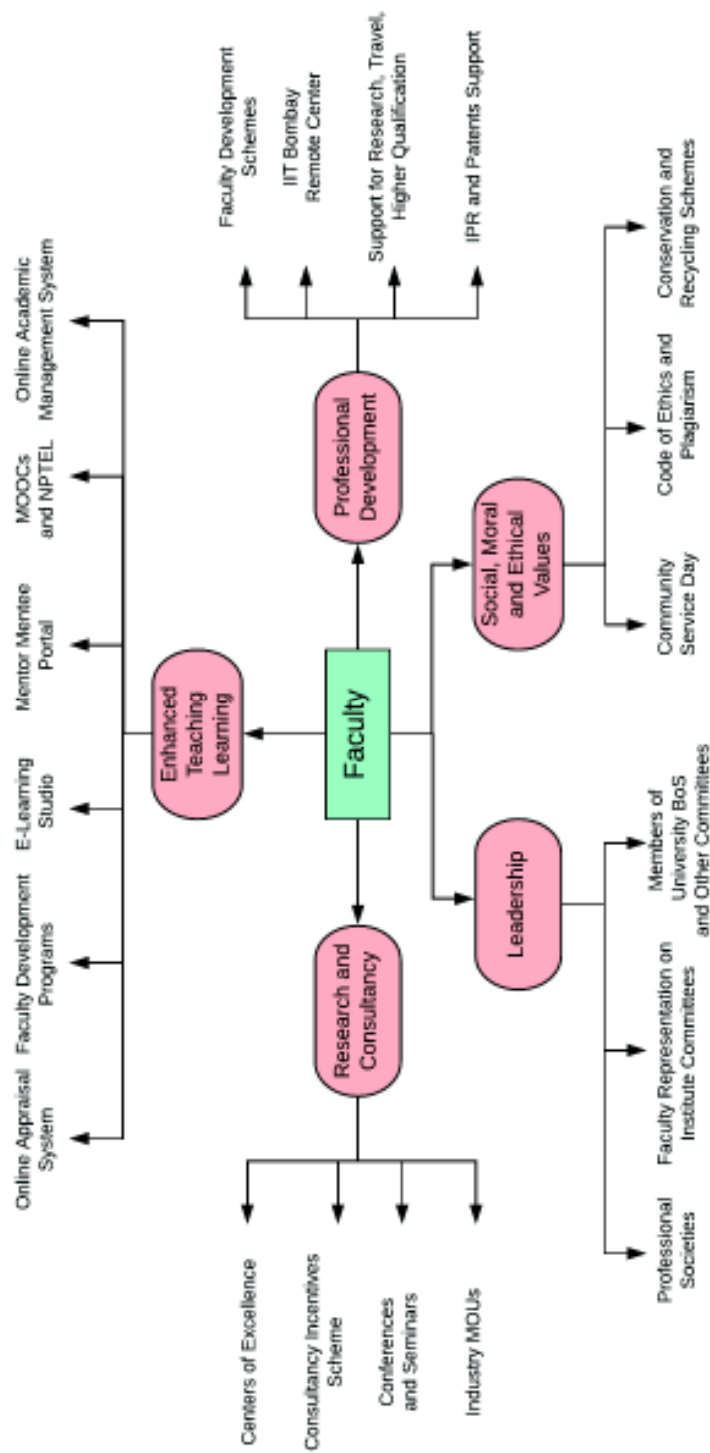 Online Appraisal
System
Faculty Development
Programs
E-Learning
Studio
Mentor Mentee
Portal
MOOCs
and NPTEL
Online Academic
Management System
Enhanced
Teaching
Learning
Centers of Excellence
Consultancy Incentives
Scheme
Conferences
and Seminars
Industry MOUs
Research and
Consultancy
Faculty
Professional
Development
Faculty Development
Schemes
IIT Bombay
Remote Center
Support for Research, Travel,
Higher Qualification
IPR and Patents Support
Leadership
Social, Moral
and Ethical
Values
Professional
Societies
Faculty Representation on
Institute Committees
Members of
University BoS
and Other Committees
Community
Service Day
Code of Ethics and
Plagiarism
Conservation and
Recycling Schemes